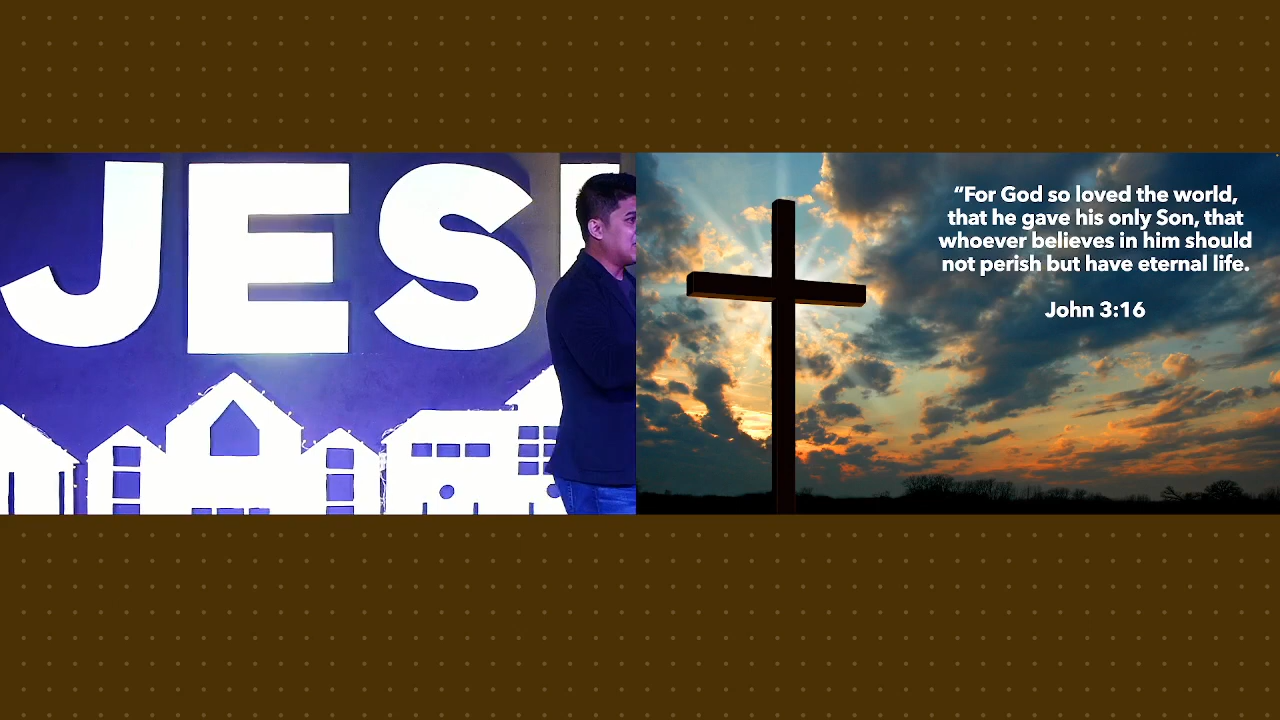 JES
“For God so loved the world,
that he gave his only Son, that
whoever believes in him should
not perish but have eternal life.
John 3:16